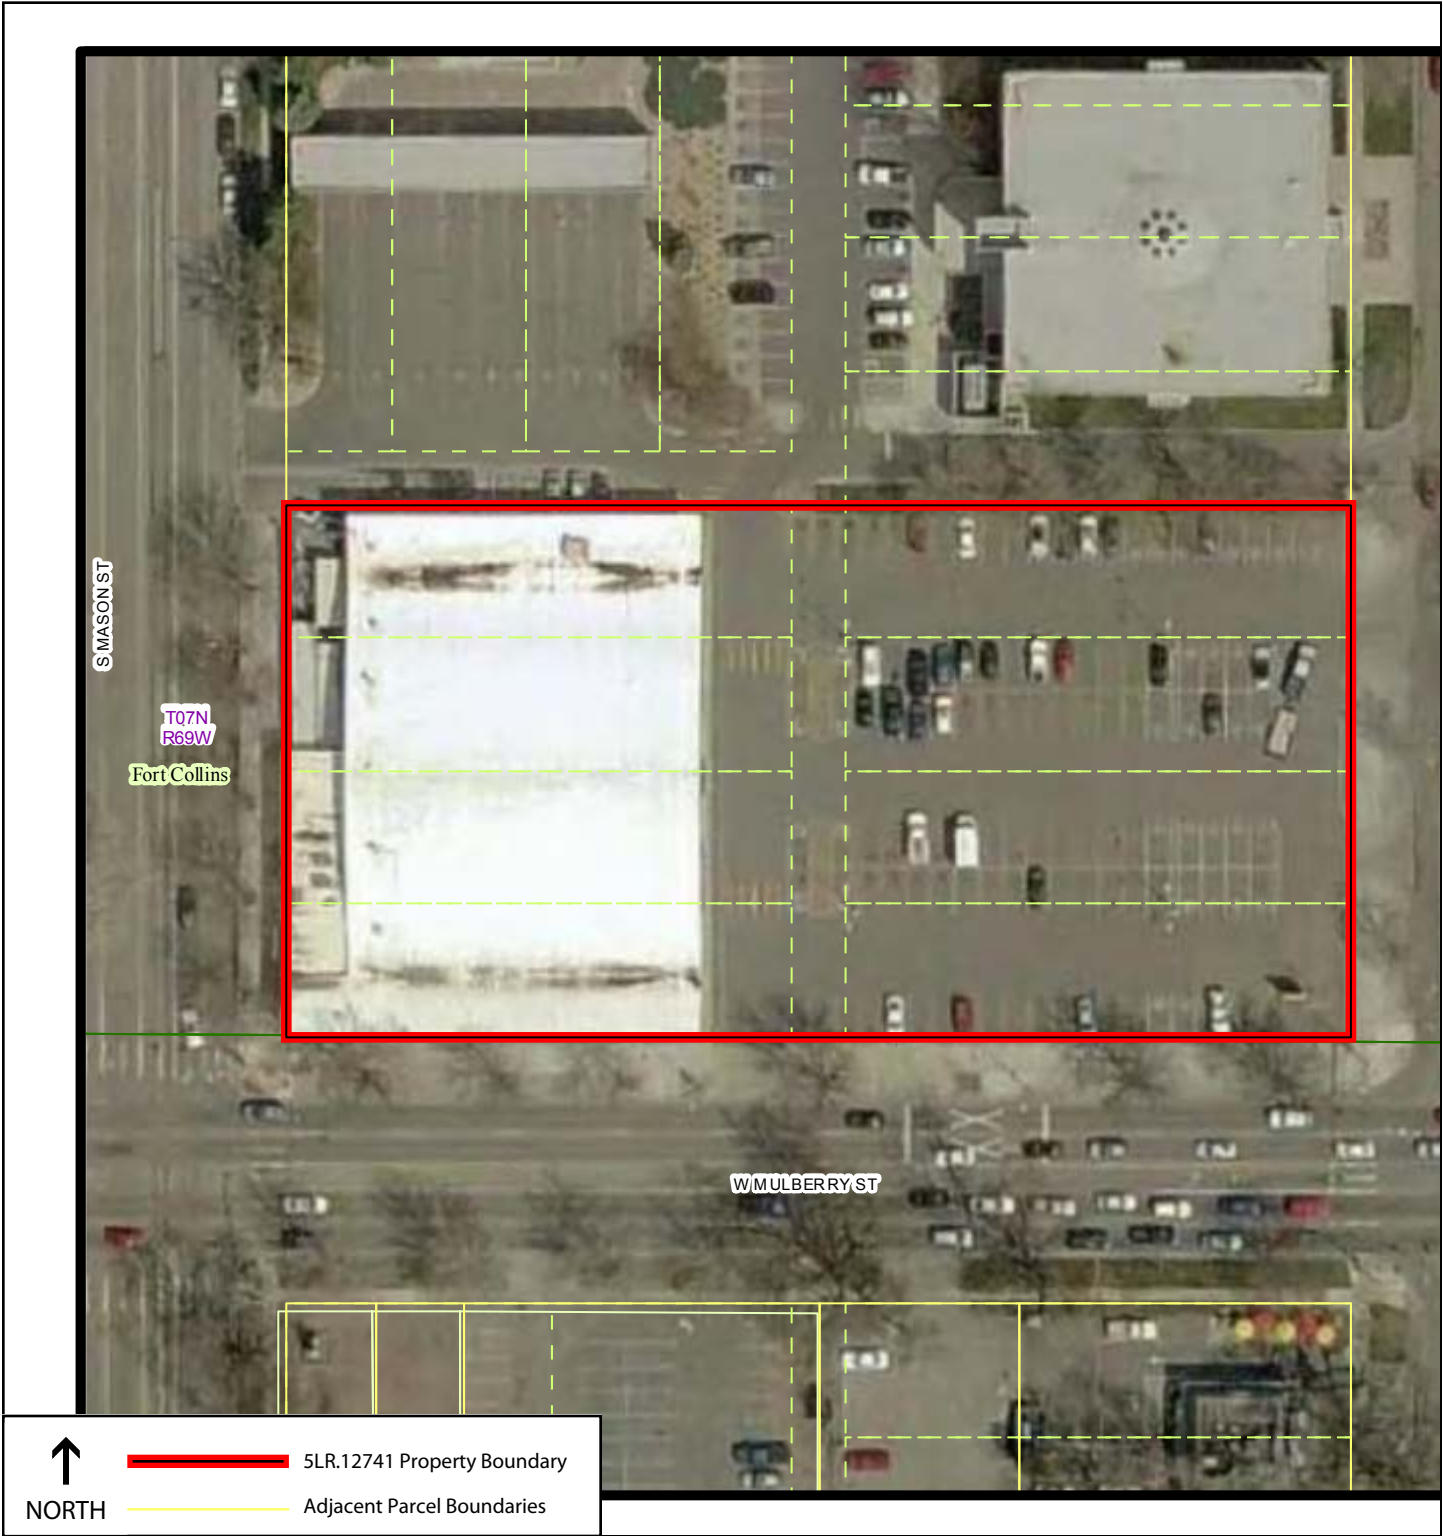 S MASON ST
T07N
R69W
Fort Collins
W MULBERRY ST
NORTH
5LR.12741 Property Boundary
Adjacent Parcel Boundaries